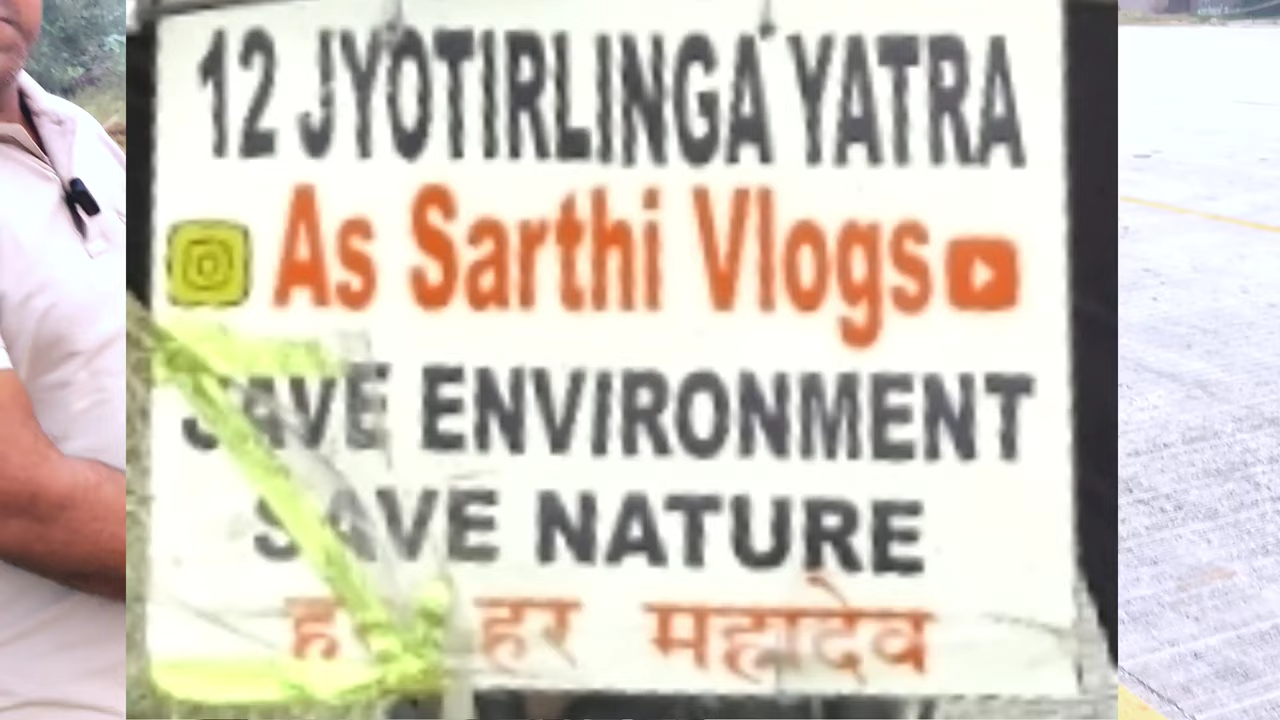 12 JYOTIRLINGA YATRA
As Sarthi Vlogs
SAVE ENVIRONMENT
SAVE NATURE
हर महादेव